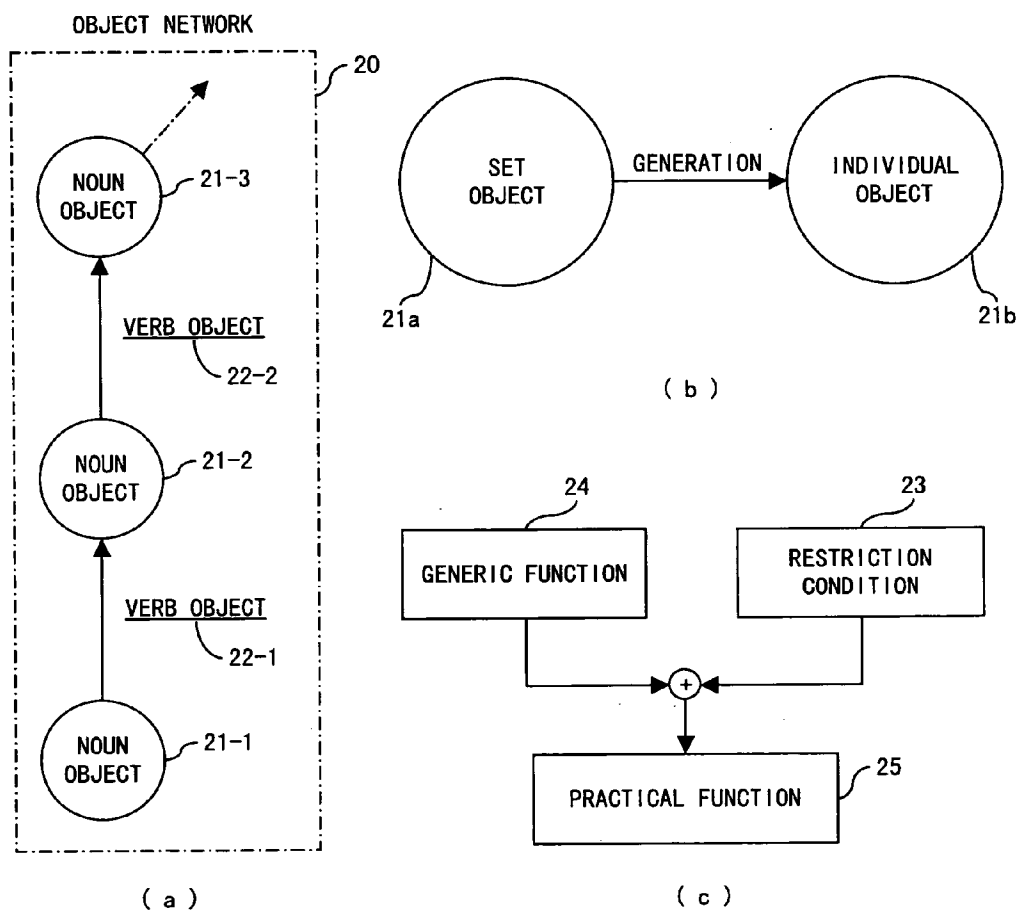 OBJECT NETWORK
20
NOUN
OBJECT
21-3
VERB OBJECT
22-2
NOUN
OBJECT
21-2
VERB OBJECT
22-1
NOUN
OBJECT
21-1
( a )
SET
OBJECT
GENERATION
INDIVIDUAL
OBJECT
21a
21b
( b )
24
23
GENERIC FUNCTION
RESTRICTION
CONDITION
+
PRACTICAL FUNCTION
25
( c )